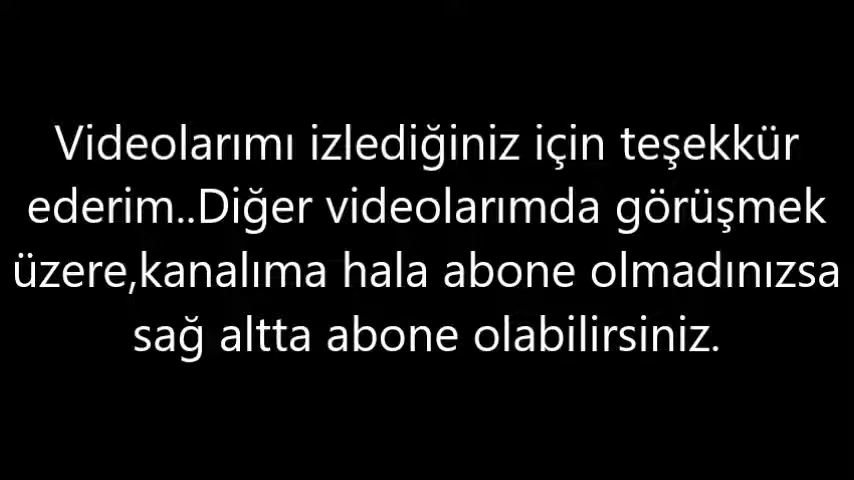 Videolarımı izlediğiniz için teşekkür
ederim..Diğer videolarımda görüşmek
üzere,kanalıma hala abone olmadınızsa
sağ altta abone olabilirsiniz.